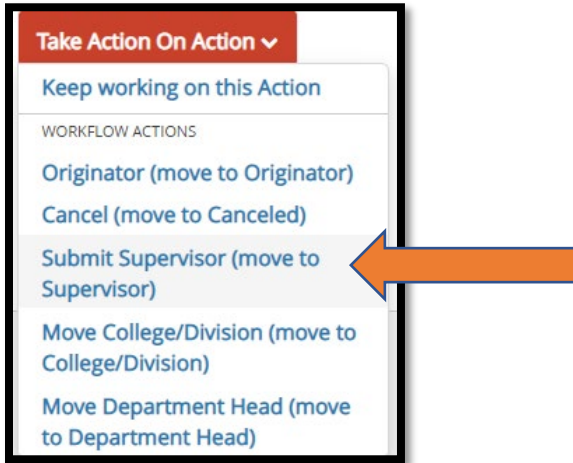 Take Action On Action
Keep working on this Action
WORKFLOW ACTIONS
Originator (move to Originator)
Cancel (move to Canceled)
Submit Supervisor (move to
Supervisor)
Move College/Division (move to
College/Division)
Move Department Head (move
to Department Head)